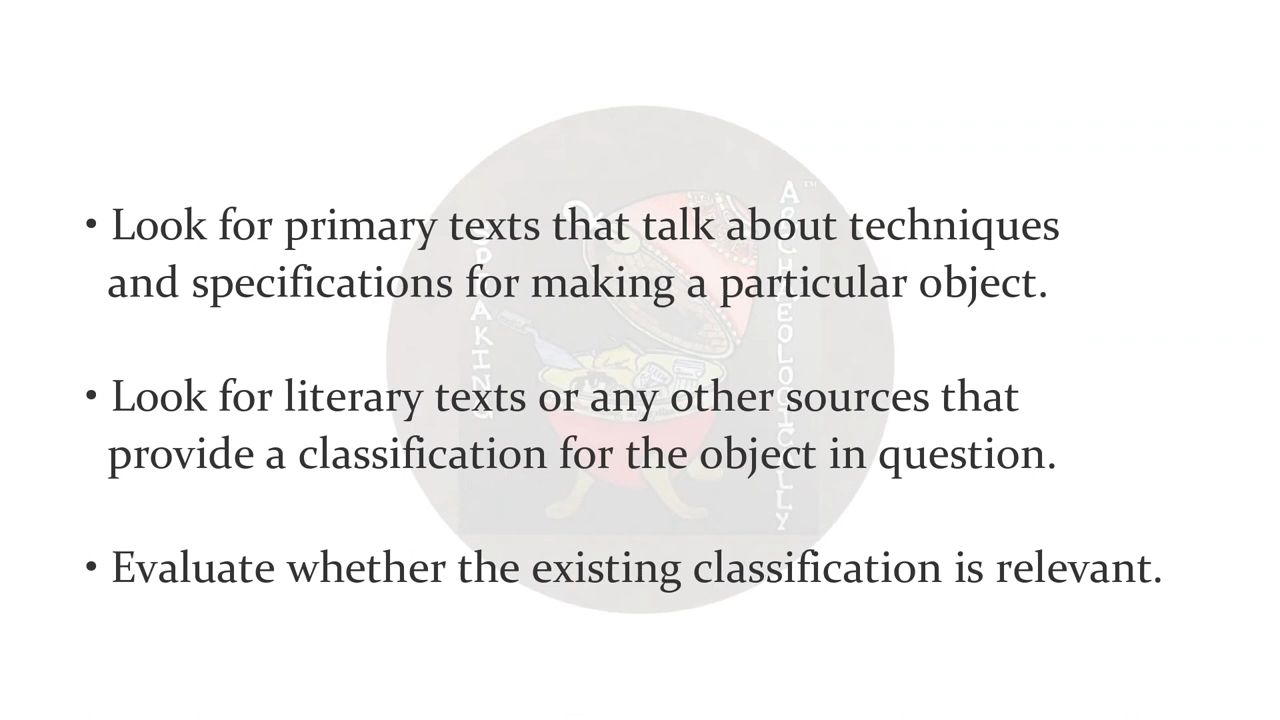 • Look for primary texts that talk about techniques
and specifications for making a particular object.
• Look for literary texts or any other sources that
provide a classification for the object in question.
• Evaluate whether the existing classification is relevant.